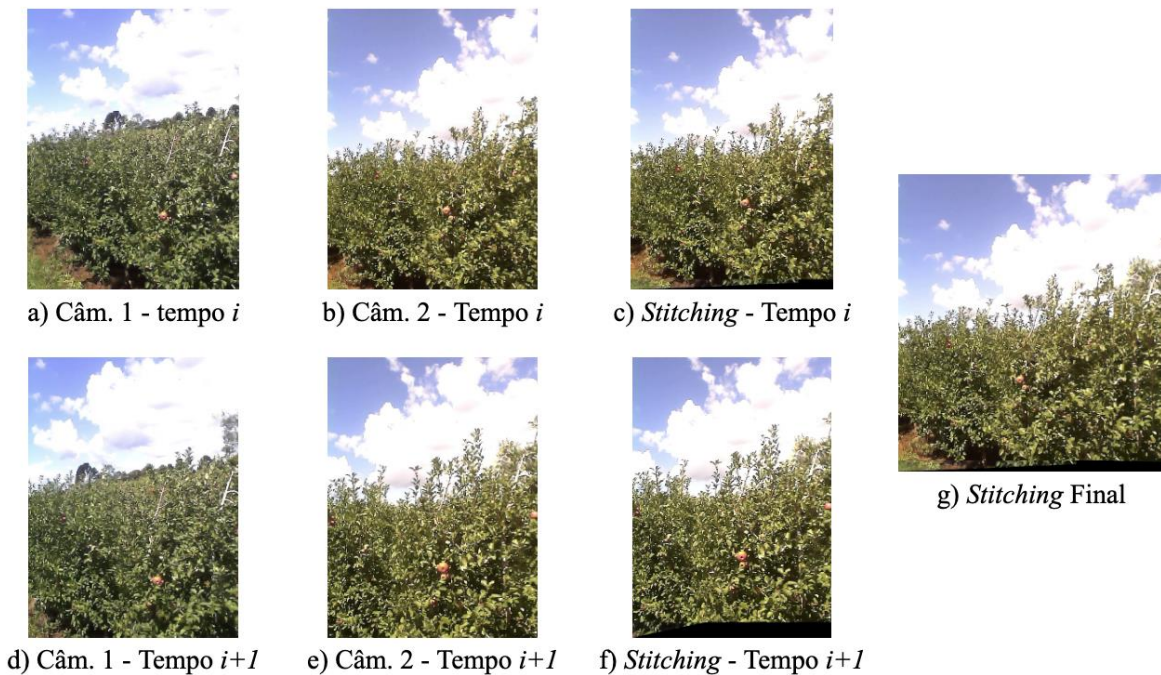 a) Câm. 1 - tempo i
b) Câm. 2 - Tempo i
c) Stitching - Tempo i
g) Stitching Final
d) Câm. 1 - Tempo i+1
e) Câm. 2 - Tempo i+1
f) Stitching - Tempo i+1